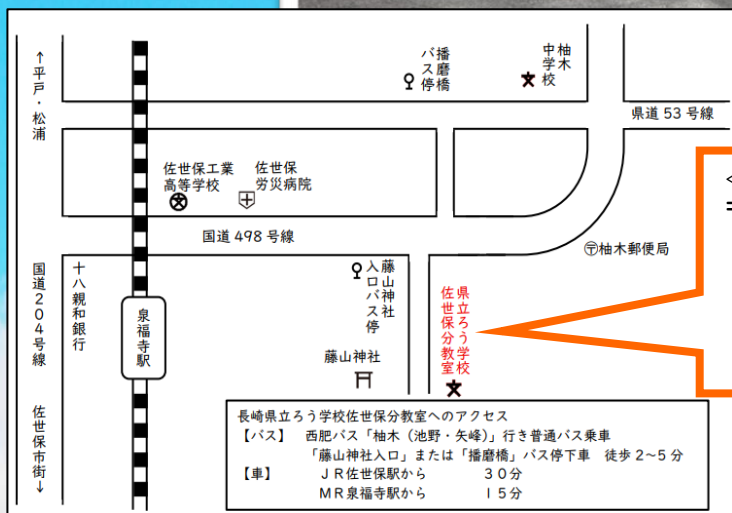 ↑平戸・松浦
播磨橋
バス停
柚木
中学校
県道 53 号線
佐世保工業
高等学校
佐世保
労災病院
国道 498 号線
〒柚木郵便局
国道204号線
十八親和銀行
泉福寺駅
藤山神社
入口バス停
藤山神社
県立ろう学校
佐世保分教室
佐世保市街↓
長崎県立ろう学校佐世保分教室へのアクセス
【バス】 西肥バス「柚木（池野・矢峰）」行き普通バス乗車
「藤山神社入口」または「播磨橋」バス停下車 徒歩2~5分
【車】 JR佐世保駅から 30分
MR泉福寺駅から 15分